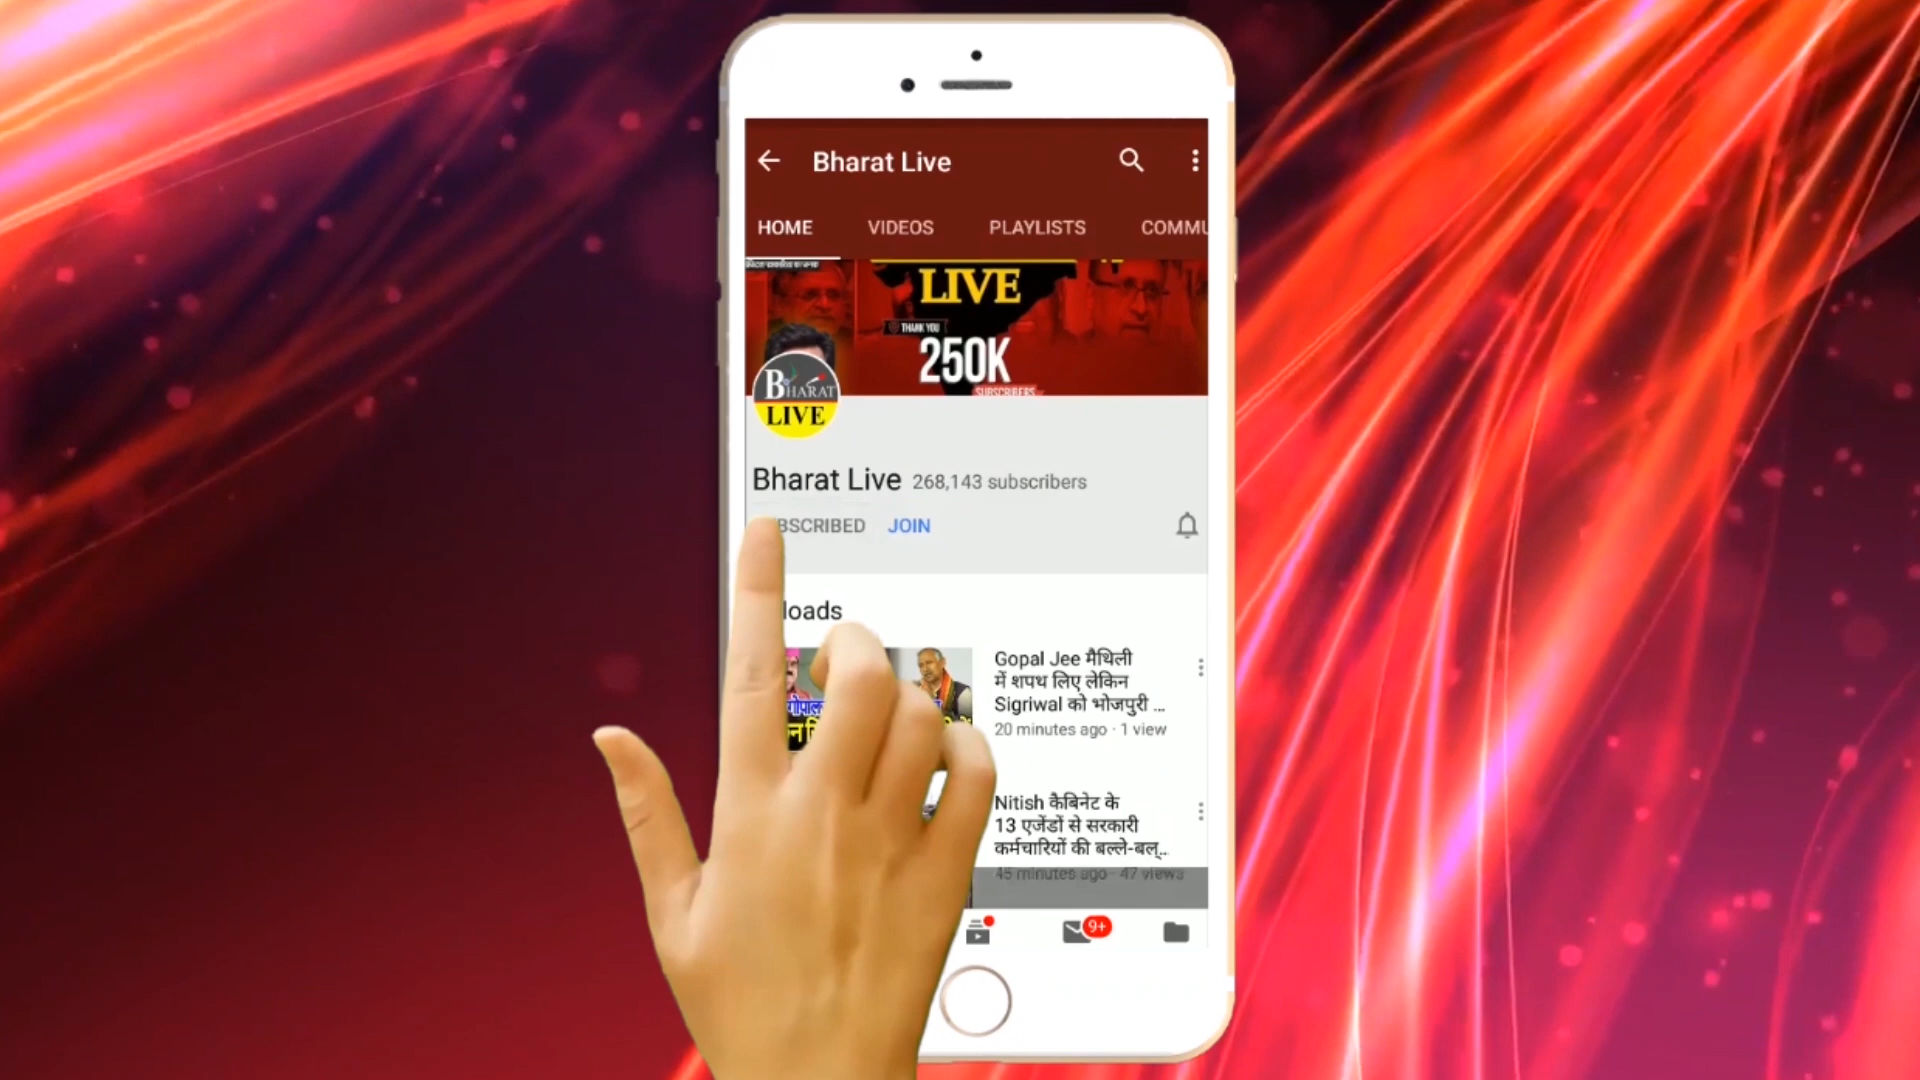 Bharat Live
HOME VIDEOS PLAYLISTS COMMU
LIVE
THANK YOU
250K
SUBSCRIBERS
BHARAT
LIVE
Bharat Live 268,143 subscribers
BSCRIBED JOIN
loads
Gopal Jee मैथिली
में शपथ लिए लेकिन
Sigriwal को भोजपुरी ...
20 minutes ago · 1 view
गोपाल
Nitish कैबिनेट के
13 एजेंडों से सरकारी
कर्मचारियों की बल्ले-बल्...
45 minutes ago · 47 views
9+